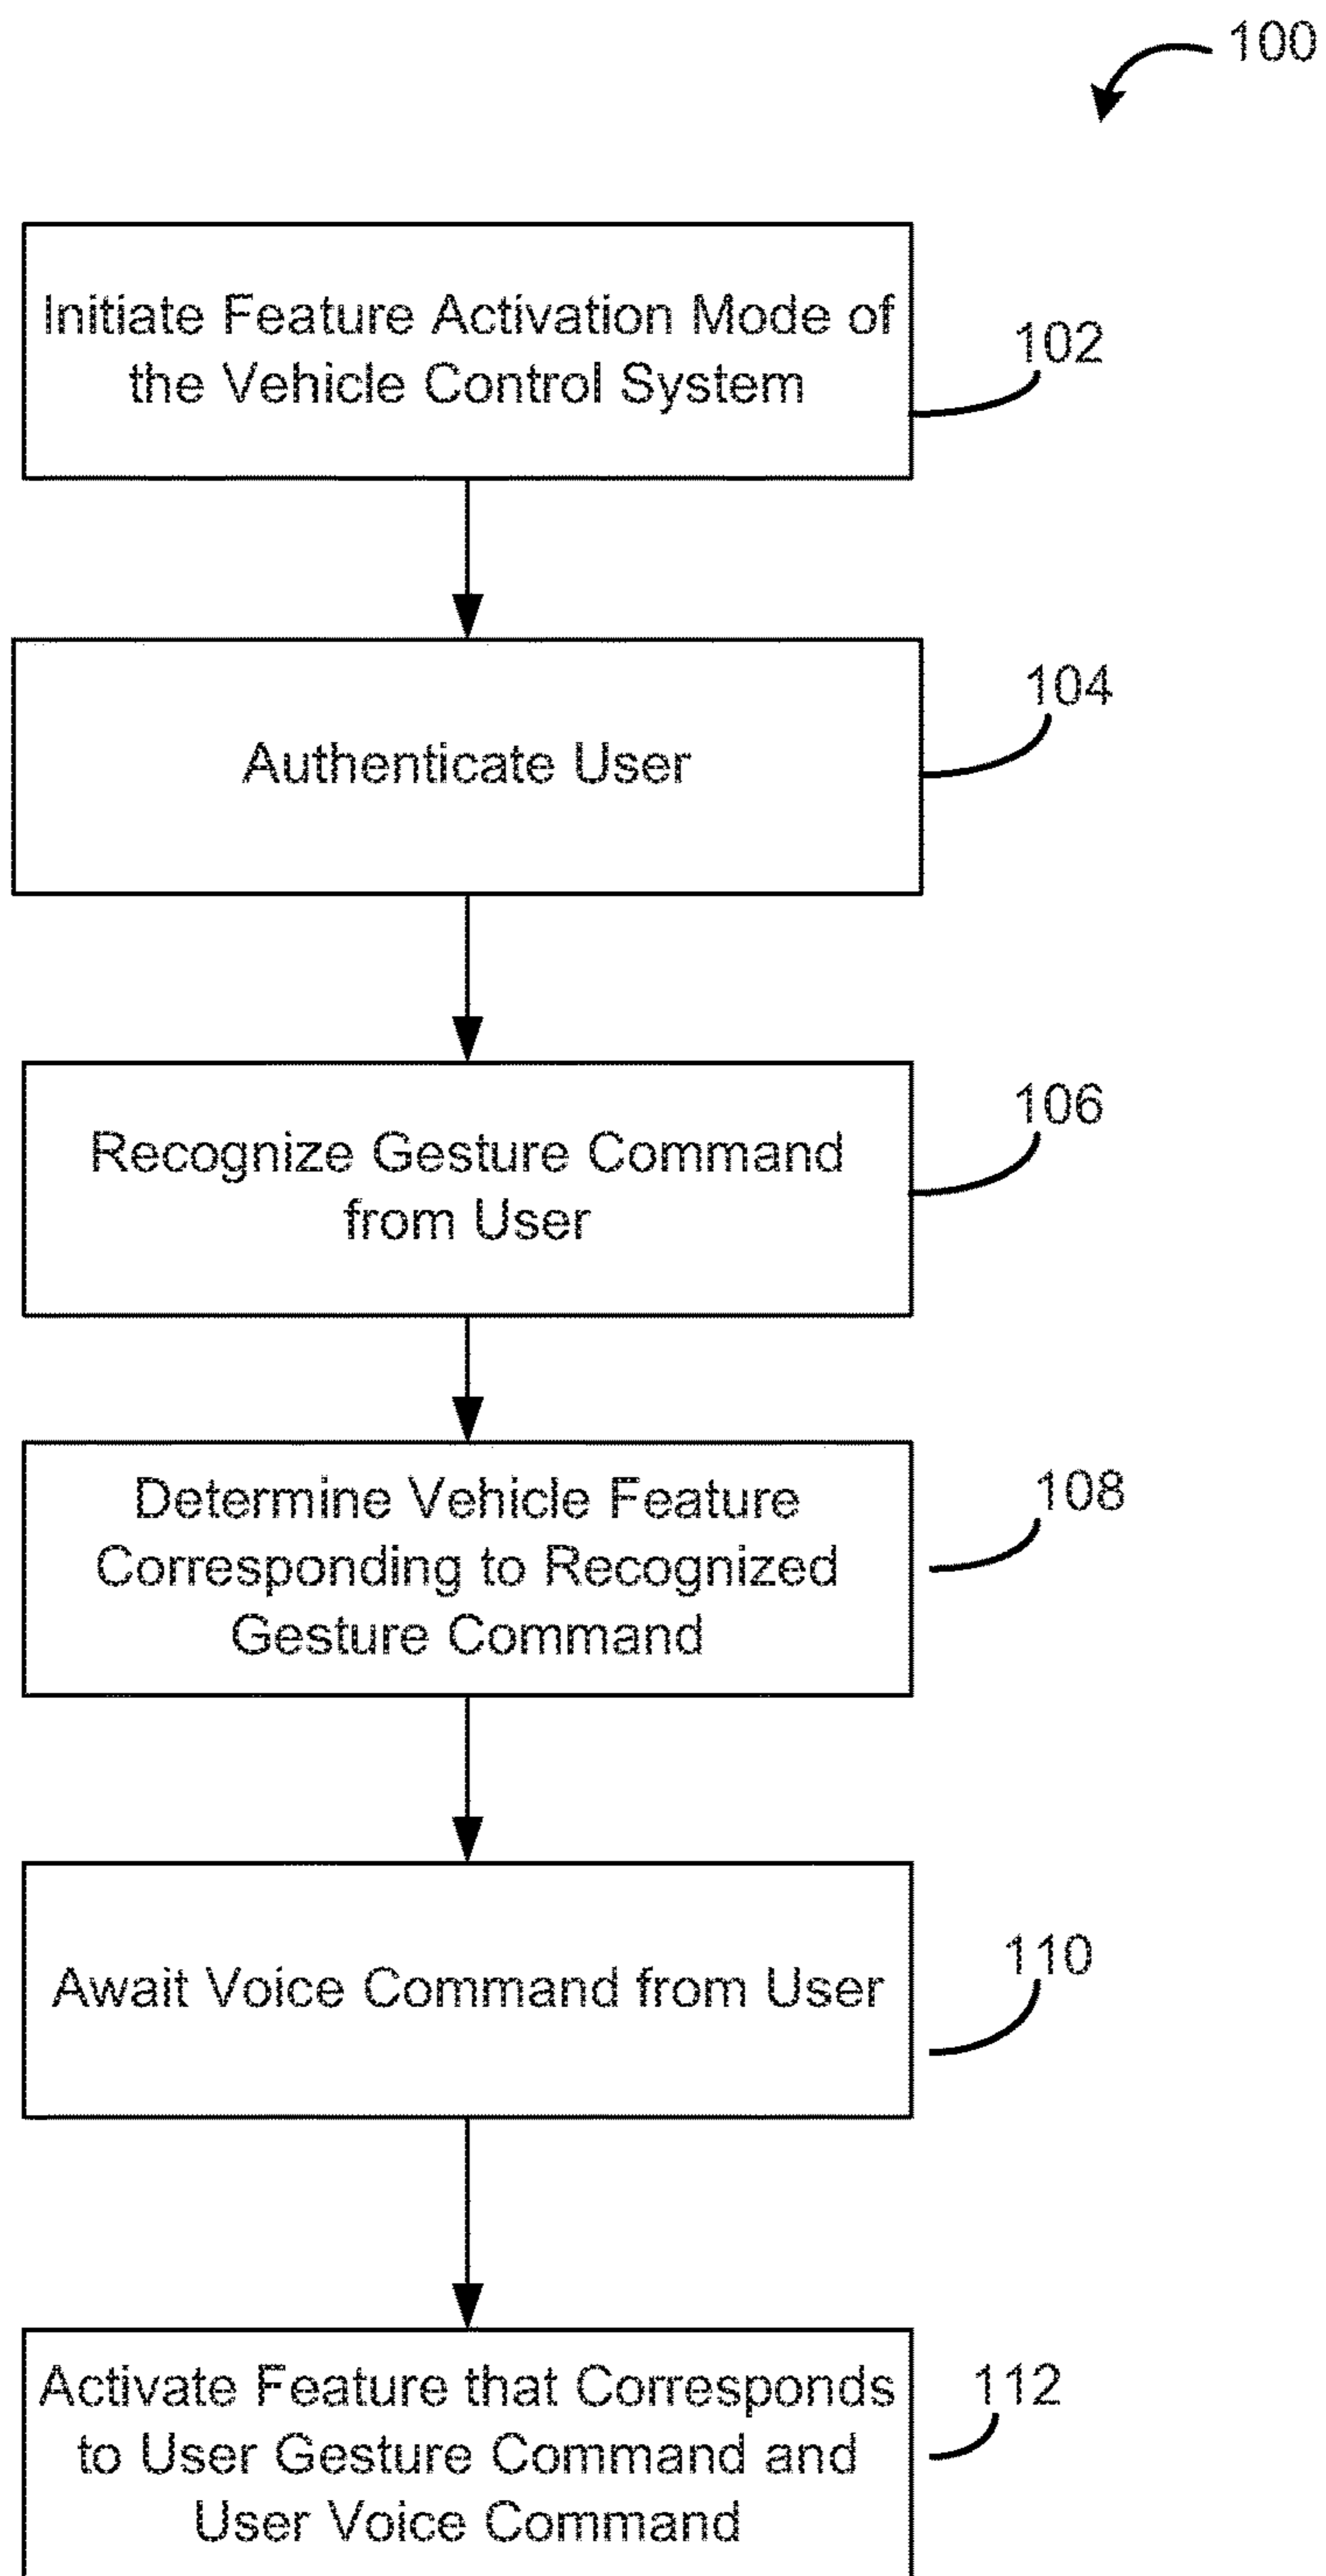 100
Initiate Feature Activation Mode of
the Vehicle Control System
102
Authenticate User
104
Recognize Gesture Command
from User
106
Determine Vehicle Feature
Corresponding to Recognized
Gesture Command
108
Await Voice Command from User
110
Activate Feature that Corresponds
to User Gesture Command and
User Voice Command
112